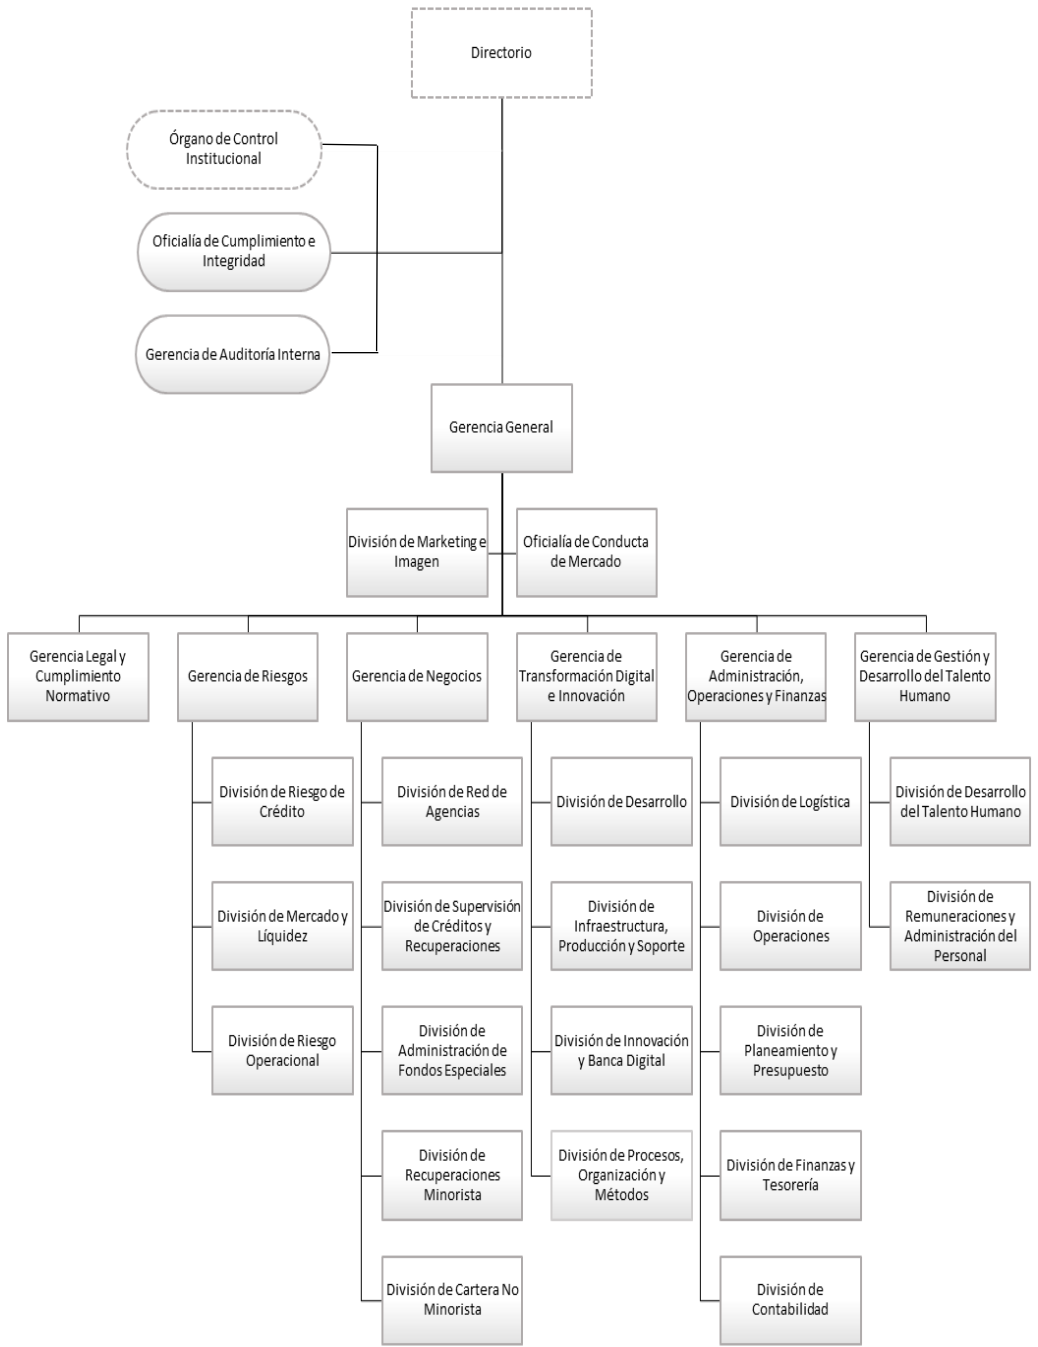 Directorio
Órgano de Control
Institucional
Oficialía de Cumplimiento e
Integridad
Gerencia de Auditoría Interna
Gerencia General
División de Marketing e
Imagen
Oficialía de Conducta
de Mercado
Gerencia Legal y
Cumplimiento
Normativo
Gerencia de Riesgos
Gerencia de Negocios
Gerencia de
Transformación Digital
e Innovación
Gerencia de
Administración,
Operaciones y Finanzas
Gerencia de Gestión y
Desarrollo del Talento
Humano
División de Riesgo de
Crédito
División de Mercado y
Líquidez
División de Riesgo
Operacional
División de Red de
Agencias
División de Supervisión
de Créditos y
Recuperaciones
División de
Administración de
Fondos Especiales
División de
Recuperaciones
Minorista
División de Cartera No
Minorista
División de Desarrollo
División de
Infraestructura,
Producción y Soporte
División de Innovación
y Banca Digital
División de Procesos,
Organización y
Métodos
División de Logística
División de
Operaciones
División de
Planeamiento y
Presupuesto
División de Finanzas y
Tesorería
División de
Contabilidad
División de Desarrollo
del Talento Humano
División de
Remuneraciones y
Administración del
Personal